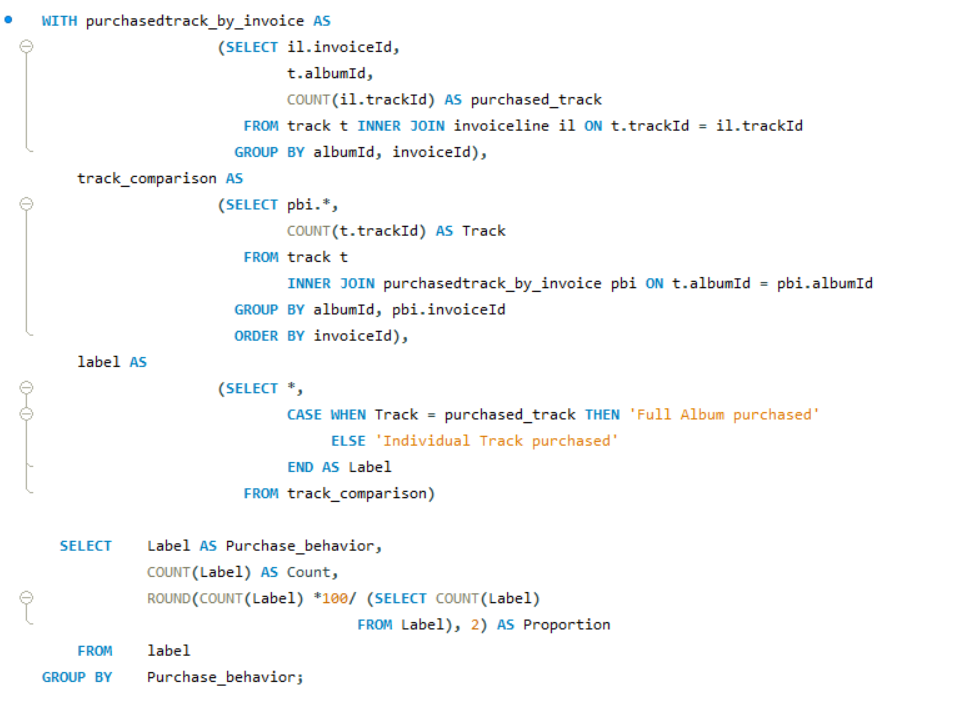 WITH purchasedtrack_by_invoice AS
(SELECT il.invoiceId,
t.albumId,
COUNT(il.trackId) AS purchased_track
FROM track t INNER JOIN invoiceline il ON t.trackId = il.trackId
GROUP BY albumId, invoiceId),
track_comparison AS
(SELECT pbi.*,
COUNT(t.trackId) AS Track
FROM track t
INNER JOIN purchasedtrack_by_invoice pbi ON t.albumId = pbi.albumId
GROUP BY albumId, pbi.invoiceId
ORDER BY invoiceId),
label AS
(SELECT *,
CASE WHEN Track = purchased_track THEN 'Full Album purchased'
ELSE 'Individual Track purchased'
END AS Label
FROM track_comparison)
SELECT Label AS Purchase_behavior,
COUNT(Label) AS Count,
ROUND(COUNT(Label) *100/ (SELECT COUNT(Label)
FROM Label), 2) AS Proportion
FROM label
GROUP BY Purchase_behavior;